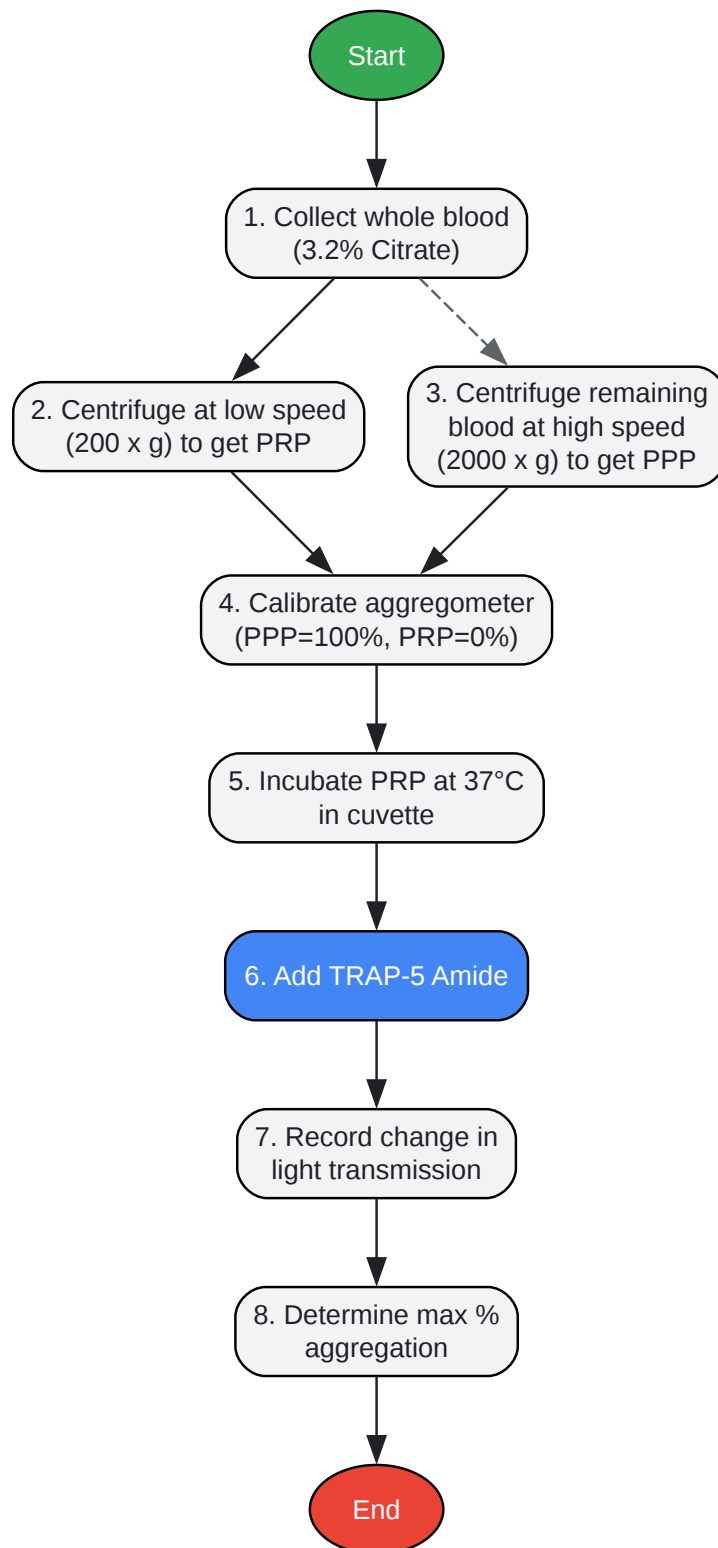 Start
1. Collect whole blood
(3.2% Citrate)
2. Centrifuge at low speed
(200 x g) to get PRP
3. Centrifuge remaining
blood at high speed
(2000 x g) to get PPP
4. Calibrate aggregometer
(PPP=100%, PRP=0%)
5. Incubate PRP at 37°C
in cuvette
6. Add TRAP-5 Amide
7. Record change in
light transmission
8. Determine max %
aggregation
End